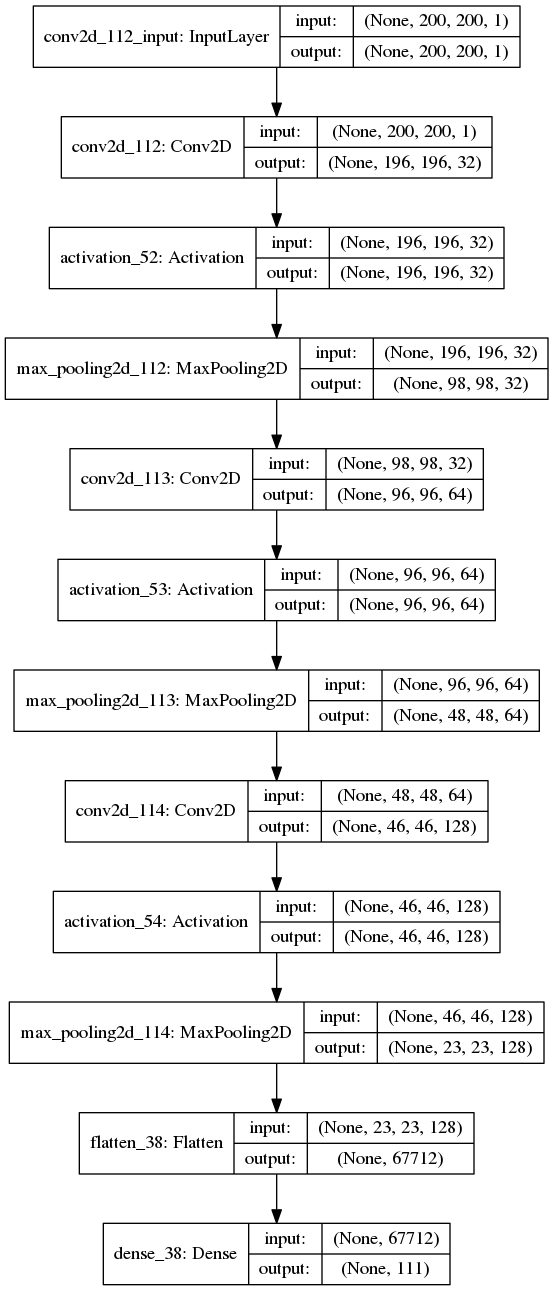 conv2d_112_input: InputLayer
input: (None, 200, 200, 1)
output: (None, 200, 200, 1)
conv2d_112: Conv2D
input: (None, 200, 200, 1)
output: (None, 196, 196, 32)
activation_52: Activation
input: (None, 196, 196, 32)
output: (None, 196, 196, 32)
max_pooling2d_112: MaxPooling2D
input: (None, 196, 196, 32)
output: (None, 98, 98, 32)
conv2d_113: Conv2D
input: (None, 98, 98, 32)
output: (None, 96, 96, 64)
activation_53: Activation
input: (None, 96, 96, 64)
output: (None, 96, 96, 64)
max_pooling2d_113: MaxPooling2D
input: (None, 96, 96, 64)
output: (None, 48, 48, 64)
conv2d_114: Conv2D
input: (None, 48, 48, 64)
output: (None, 46, 46, 128)
activation_54: Activation
input: (None, 46, 46, 128)
output: (None, 46, 46, 128)
max_pooling2d_114: MaxPooling2D
input: (None, 46, 46, 128)
output: (None, 23, 23, 128)
flatten_38: Flatten
input: (None, 23, 23, 128)
output: (None, 67712)
dense_38: Dense
input: (None, 67712)
output: (None, 111)